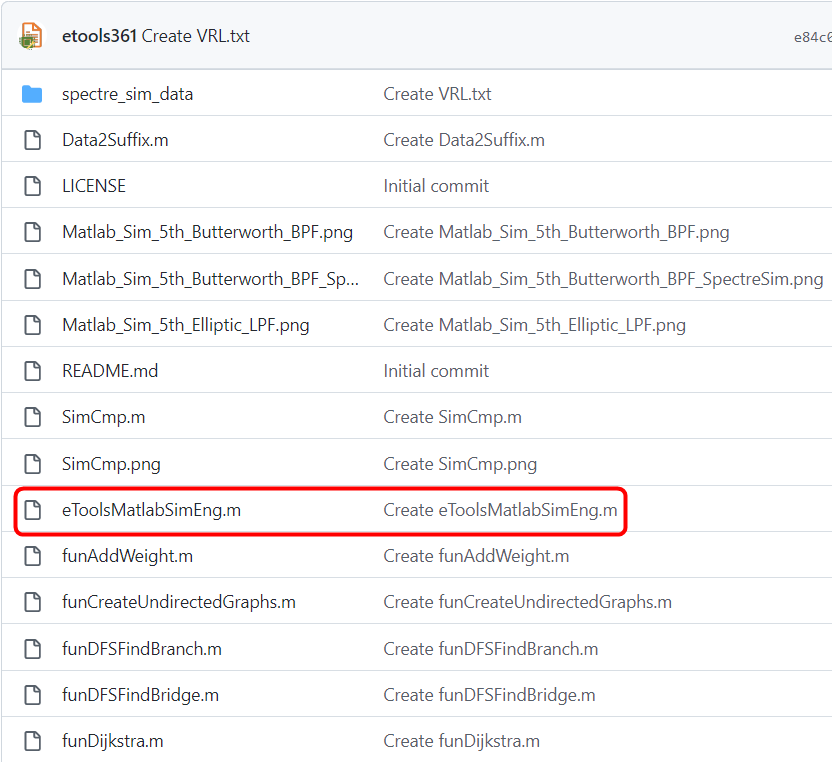 etools361 Create VRL.txt e84c
spectre_sim_data Create VRL.txt
Data2Suffix.m Create Data2Suffix.m
LICENSE Initial commit
Matlab_Sim_5th_Butterworth_BPF.png Create Matlab_Sim_5th_Butterworth_BPF.png
Matlab_Sim_5th_Butterworth_BPF_Sp... Create Matlab_Sim_5th_Butterworth_BPF_SpectreSim.png
Matlab_Sim_5th_Elliptic_LPF.png Create Matlab_Sim_5th_Elliptic_LPF.png
README.md Initial commit
SimCmp.m Create SimCmp.m
SimCmp.png Create SimCmp.png
eToolsMatlabSimEng.m Create eToolsMatlabSimEng.m
funAddWeight.m Create funAddWeight.m
funCreateUndirectedGraphs.m Create funCreateUndirectedGraphs.m
funDFSFindBranch.m Create funDFSFindBranch.m
funDFSFindBridge.m Create funDFSFindBridge.m
funDijkstra.m Create funDijkstra.m